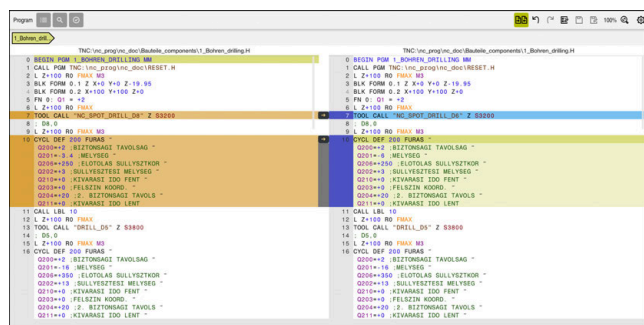 Program
100%
1_Bohren_drill...
TNC:\nc_prog\nc_doc\Bauteile_components\1_Bohren_drilling.H
0 BEGIN PGM 1_BOHREN_DRILLING MM
1 CALL PGM TNC:\nc_prog\nc_doc\RESET.H
2 L Z+100 R0 FMAX M3
3 BLK FORM 0.1 Z X+0 Y+0 Z-19.95
4 BLK FORM 0.2 X+100 Y+100 Z+0
5 FN 0: Q1 = +2
6 L Z+100 R0 FMAX
7 TOOL CALL "NC_SPOT_DRILL_D8" Z S3200
8 ; D8,0
9 L Z+100 R0 FMAX M3
10 CYCL DEF 200 FURAS ~
Q200=+2 ;BIZTONSAGI TAVOLSAG ~
Q201=-3.4 ;MELYSEG ~
Q206=+250 ;ELOTOLAS SULLYSZTKOR ~
Q202=+3 ;SULLYESZTESI MELYSEG ~
Q210=+0 ;KIVARASI IDO FENT ~
Q203=+0 ;FELSZIN KOORD. ~
Q204=+20 ;2. BIZTONSAGI TAVOLS ~
Q211=+0 ;KIVARASI IDO LENT
11 CALL LBL 10
12 L Z+100 R0 FMAX
13 TOOL CALL "DRILL_D5" Z S3800
14 ; D5,0
15 L Z+100 R0 FMAX M3
16 CYCL DEF 200 FURAS ~
Q200=+2 ;BIZTONSAGI TAVOLSAG ~
Q201=-16 ;MELYSEG ~
Q206=+350 ;ELOTOLAS SULLYSZTKOR ~
Q202=+13 ;SULLYESZTESI MELYSEG ~
Q210=+0 ;KIVARASI IDO FENT ~
Q203=+0 ;FELSZIN KOORD. ~
Q204=+20 ;2. BIZTONSAGI TAVOLS ~
Q211=+0 ;KIVARASI IDO LENT ~
TNC:\nc_prog\nc_doc\Bauteile_components\1_Bohren_drilling.H
0 BEGIN PGM 1_BOHREN_DRILLING MM
1 CALL PGM TNC:\nc_prog\nc_doc\RESET.H
2 L Z+100 R0 FMAX M3
3 BLK FORM 0.1 Z X+0 Y+0 Z-19.95
4 BLK FORM 0.2 X+100 Y+100 Z+0
5 FN 0: Q1 = +2
6 L Z+100 R0 FMAX
7 TOOL CALL "NC_SPOT_DRILL_D6" Z S3200
8 ; D8,0
9 L Z+100 R0 FMAX M3
10 CYCL DEF 200 FURAS ~
Q200=+2 ;BIZTONSAGI TAVOLSAG ~
Q201=-6 ;MELYSEG ~
Q206=+250 ;ELOTOLAS SULLYSZTKOR ~
Q202=+3 ;SULLYESZTESI MELYSEG ~
Q210=+0 ;KIVARASI IDO FENT ~
Q203=+0 ;FELSZIN KOORD. ~
Q204=+20 ;2. BIZTONSAGI TAVOLS ~
Q211=+0 ;KIVARASI IDO LENT
11 CALL LBL 10
12 L Z+100 R0 FMAX
13 TOOL CALL "DRILL_D5" Z S3800
14 ; D5,0
15 L Z+100 R0 FMAX M3
16 CYCL DEF 200 FURAS ~
Q200=+2 ;BIZTONSAGI TAVOLSAG ~
Q201=-16 ;MELYSEG ~
Q206=+350 ;ELOTOLAS SULLYSZTKOR ~
Q202=+13 ;SULLYESZTESI MELYSEG ~
Q210=+0 ;KIVARASI IDO FENT ~
Q203=+0 ;FELSZIN KOORD. ~
Q204=+20 ;2. BIZTONSAGI TAVOLS ~
Q211=+0 ;KIVARASI IDO LENT ~